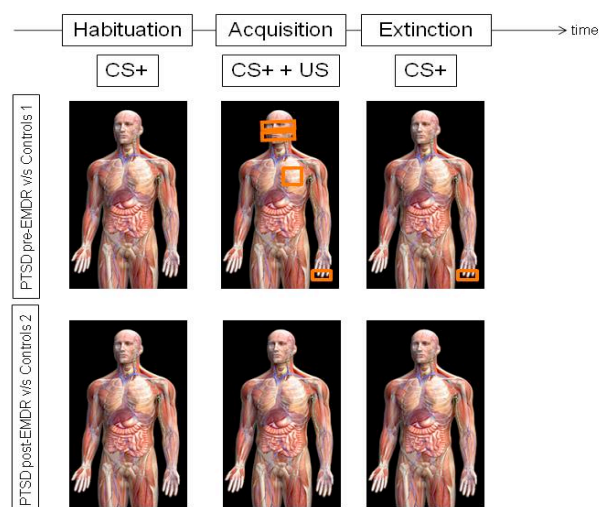 Habituation
Acquisition
Extinction
time
CS+
CS+ + US
CS+
PTSD pre-EMDR v/s Controls 1
PTSD post-EMDR v/s Controls 2